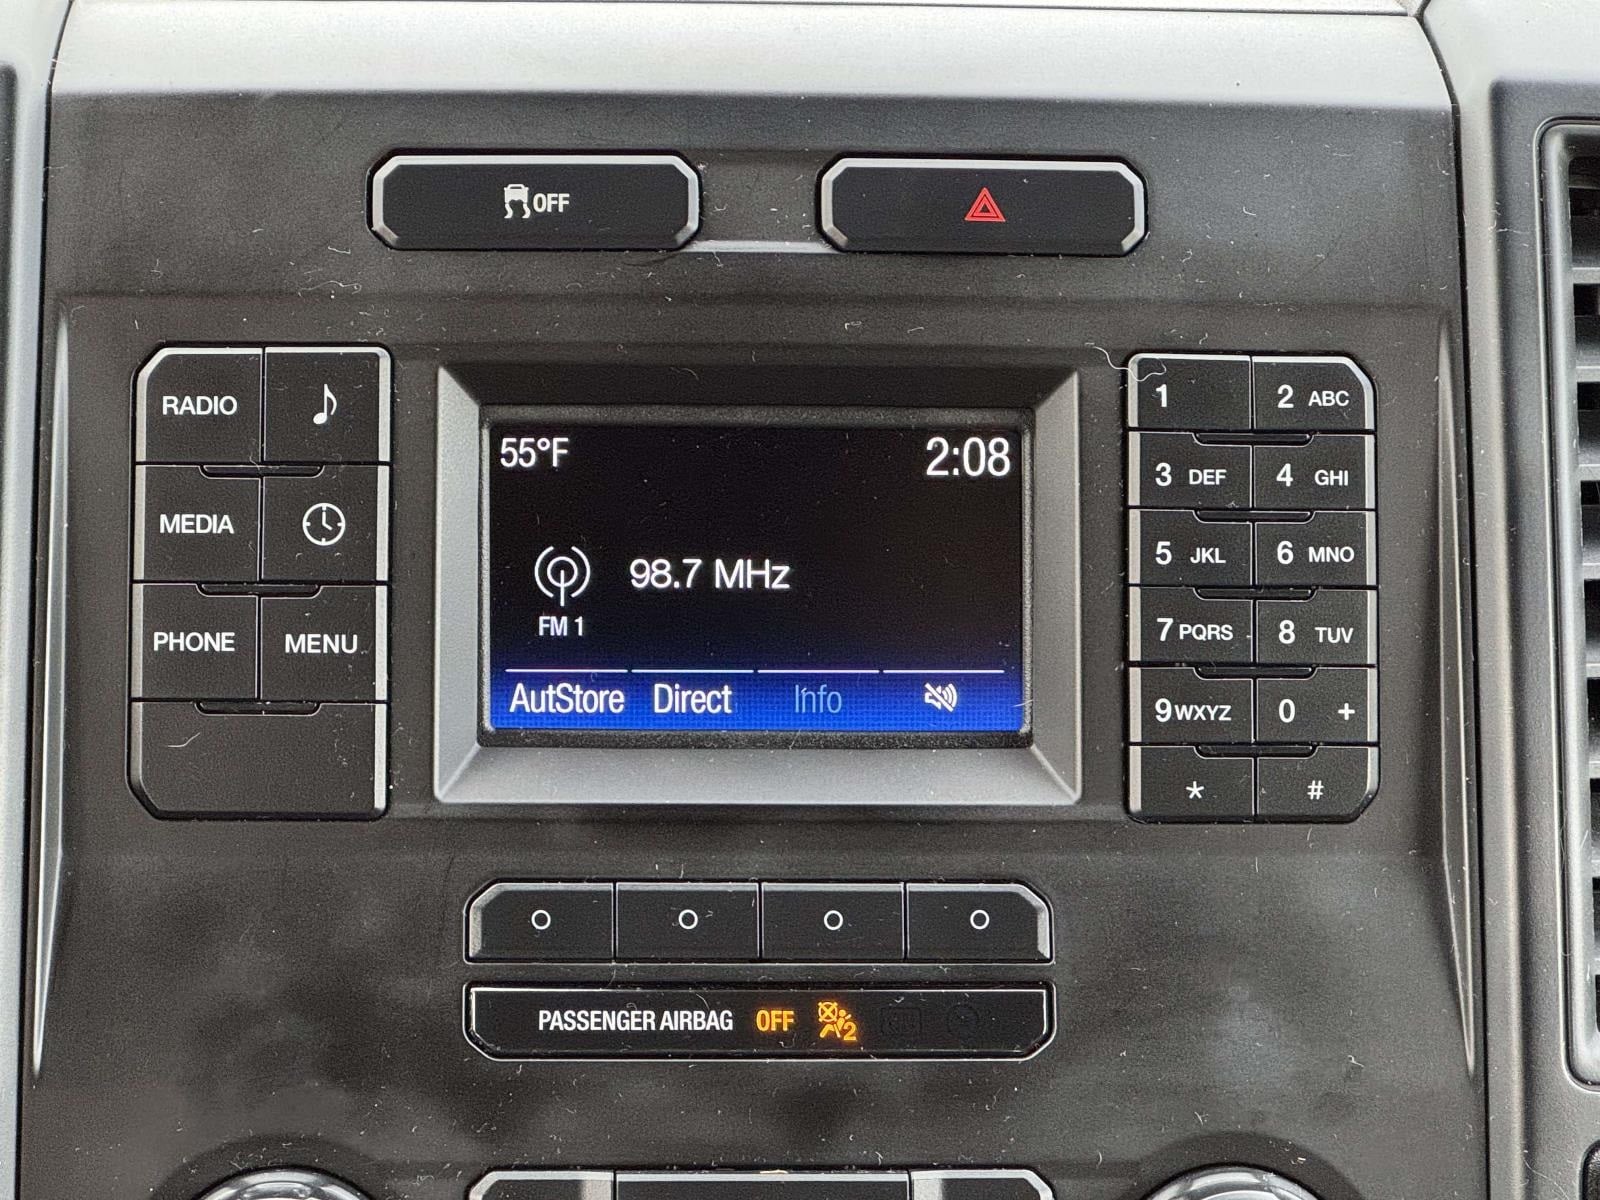 OFF
RADIO
MEDIA
PHONE MENU
55°F 2:08
98.7 MHz
FM 1
AutStore Direct Info
1 2 ABC
3 DEF 4 GHI
5 JKL 6 MNO
7 PQRS 8 TUV
9 WXYZ 0 +
* #
PASSENGER AIRBAG OFF 2